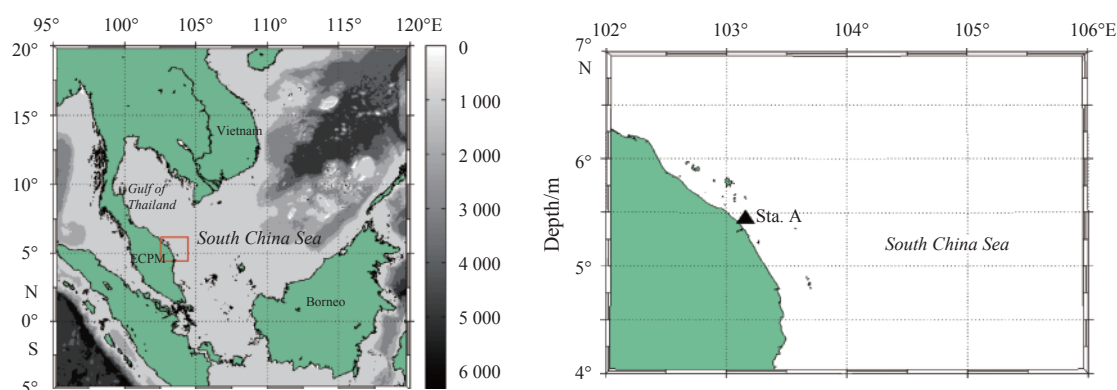 95° 100° 105° 110° 115° 120°E
20°
15°
10°
5°
N
0°
S
5°
Vietnam
Gulf of
Thailand
South China Sea
ECPM
Borneo
0
1 000
2 000
3 000
4 000
5 000
6 000
Depth/m
102° 103° 104° 105° 106°E
7°
N
6°
5°
4°
Sta. A
South China Sea